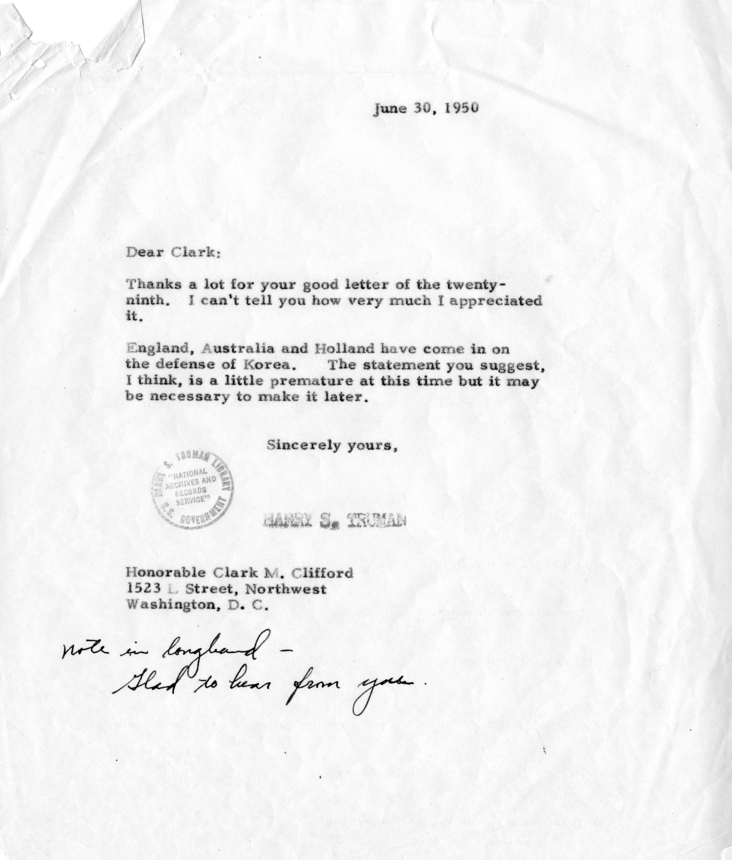 June 30, 1950
Dear Clark:
Thanks a lot for your good letter of the twenty-
ninth. I can't tell you how very much I appreciated
it.
England, Australia and Holland have come in on
the defense of Korea. The statement you suggest,
I think, is a little premature at this time but it may
be necessary to make it later.
Sincerely yours,
HARRY S. TRUMAN LIBRARY
"NATIONAL
ARCHIVES AND
RECORDS
SERVICE"
U.S. GOVERNMENT
HARRY S. TRUMAN
Honorable Clark M. Clifford
1523 L Street, Northwest
Washington, D. C.
note in longhand -
Glad to hear from you.